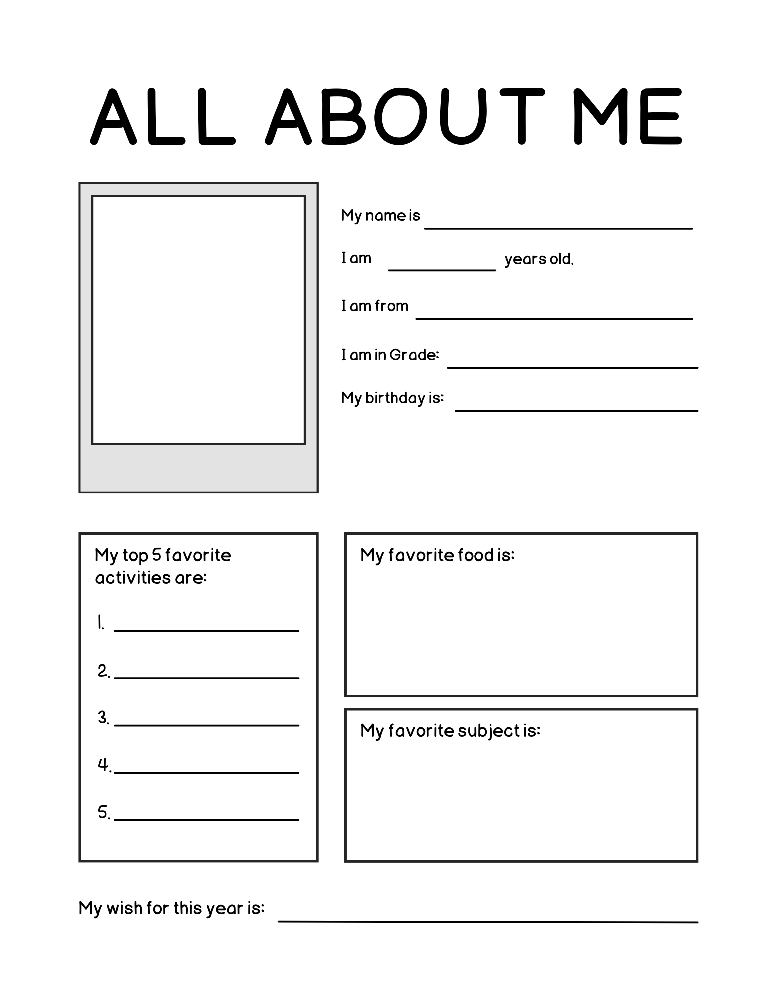 ALL ABOUT ME
My name is
I am years old.
I am from
I am in Grade:
My birthday is:
My top 5 favorite
activities are:
1.
2.
3.
4.
5.
My favorite food is:
My favorite subject is:
My wish for this year is: